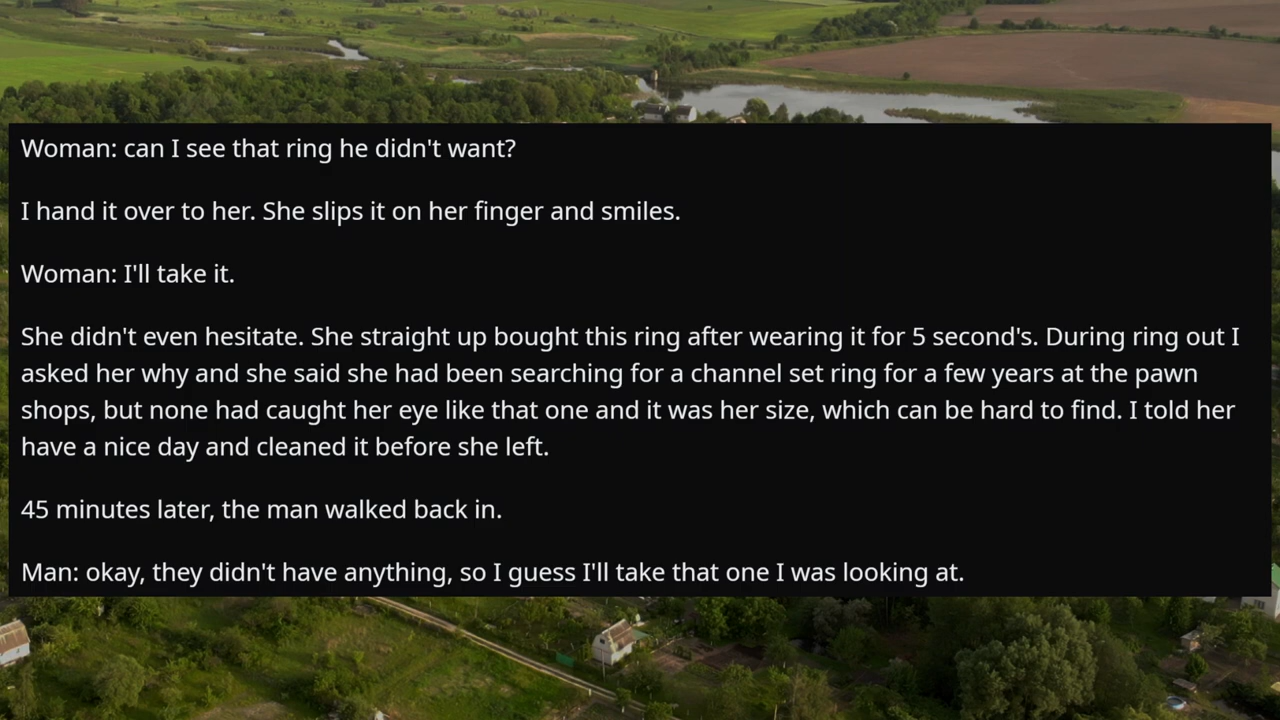 Woman: can I see that ring he didn't want?
I hand it over to her. She slips it on her finger and smiles.
Woman: I'll take it.
She didn't even hesitate. She straight up bought this ring after wearing it for 5 second's. During ring out I
asked her why and she said she had been searching for a channel set ring for a few years at the pawn
shops, but none had caught her eye like that one and it was her size, which can be hard to find. I told her
have a nice day and cleaned it before she left.
45 minutes later, the man walked back in.
Man: okay, they didn't have anything, so I guess I'll take that one I was looking at.